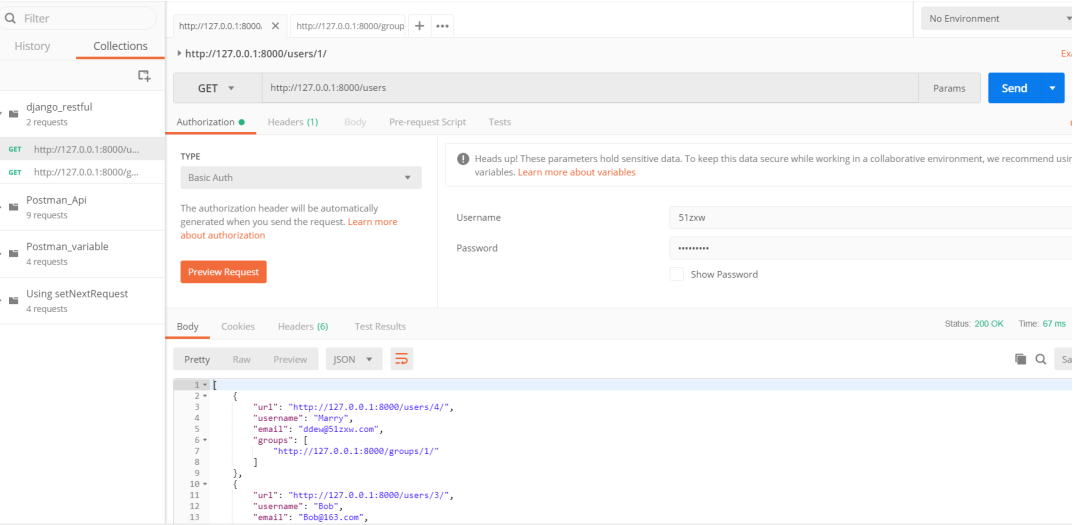 Filter
History Collections
django_restful
2 requests
GET http://127.0.0.1:8000/u...
GET http://127.0.0.1:8000/g...
Postman_Api
9 requests
Postman_variable
4 requests
Using setNextRequest
4 requests
http://127.0.0.1:8000/ http://127.0.0.1:8000/group + •••
No Environment
http://127.0.0.1:8000/users/1/
GET http://127.0.0.1:8000/users Params Send
Authorization Headers (1) Body Pre-request Script Tests
TYPE
Basic Auth
The authorization header will be automatically
generated when you send the request. Learn more
about authorization
Preview Request
Heads up! These parameters hold sensitive data. To keep this data secure while working in a collaborative environment, we recommend usin
variables. Learn more about variables
Username 51zxw
Password •••••••••
Show Password
Body Cookies Headers (6) Test Results Status: 200 OK Time: 67 ms
Pretty Raw Preview JSON
1 [
2 {
3 "url": "http://127.0.0.1:8000/users/4/",
4 "username": "Marry",
5 "email": "ddew@51zxw.com",
6 "groups": [
7 "http://127.0.0.1:8000/groups/1/"
8 ]
9 },
10 {
11 "url": "http://127.0.0.1:8000/users/3/",
12 "username": "Bob",
13 "email": "Bob@163.com",